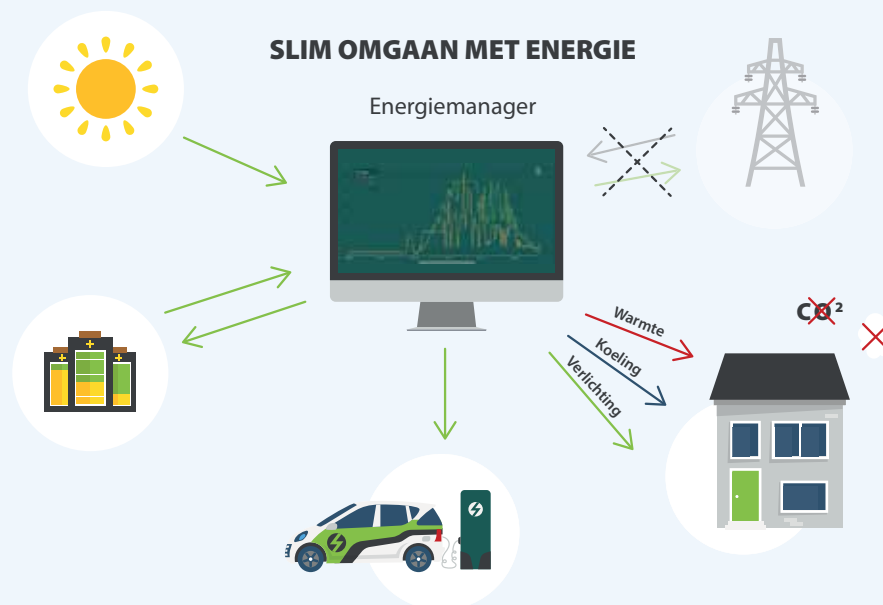 SLIM OMGAAN MET ENERGIE
Energiemanager
Warmte
Koeling
Verlichting
CO²